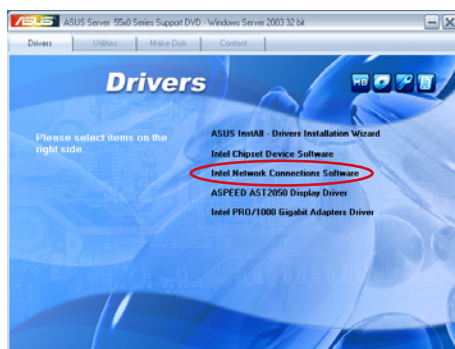 ASUS ASUS Server 55x0 Series Support DVD - Windows Server 2003 32 bit
Drivers Utilities Make Disk Contact
Drivers
Please select items on the right side.
ASUS InstAll - Drivers Installation Wizard
Intel Chipset Device Software
Intel Network Connections Software
ASPEED AST2050 Display Driver
Intel PRO/1000 Gigabit Adapters Driver